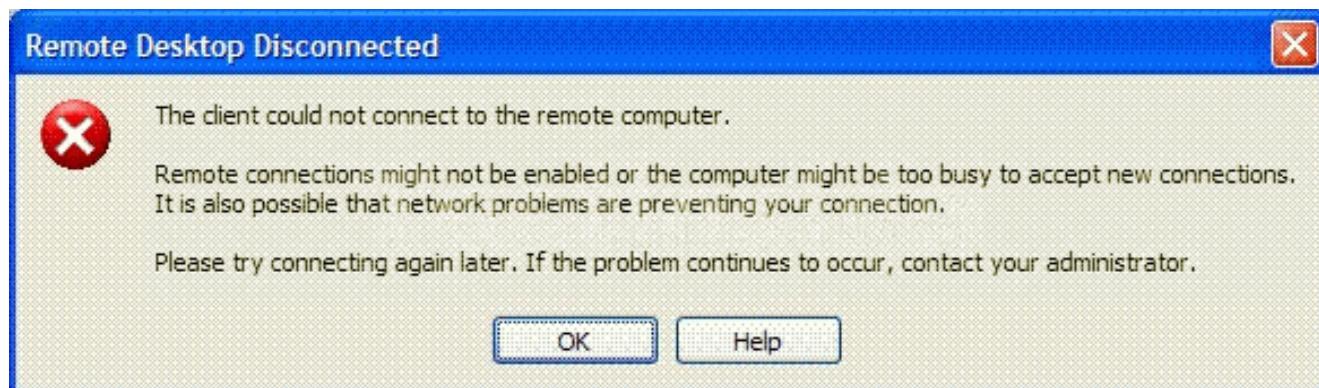 Remote Desktop Disconnected
The client could not connect to the remote computer.
Remote connections might not be enabled or the computer might be too busy to accept new connections.
It is also possible that network problems are preventing your connection.
Please try connecting again later. If the problem continues to occur, contact your administrator.
OK
Help